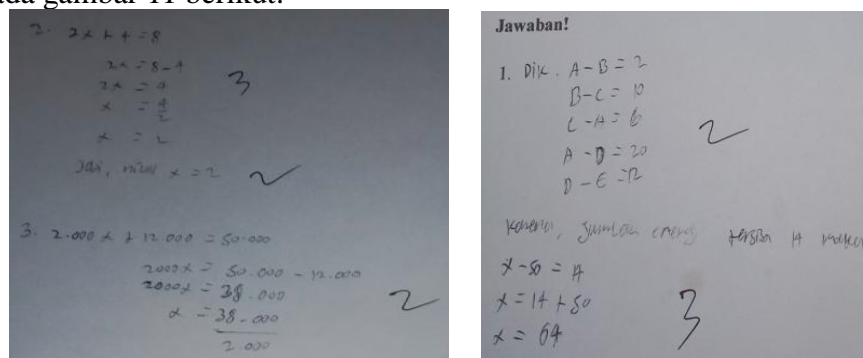 ada gambar 11 berikut.
2. 2x + 4 = 8
2x = 8 - 4
2x = 4
x = 4/2
x = 2
Jadi, nilai x = 2
3
2
3. 2.000 x + 12.000 = 50.000
2000x = 50.000 - 12.000
2000x = 38.000
x = 38.000
2.000
2
Jawaban!
1. Dik. A - B = 2
B - C = 10
C - A = 6
A - D = 20
D - E = 12
2
Karena, jumlah energi tersisa 14 maka
x - 50 = 14
x = 14 + 50
x = 64
3